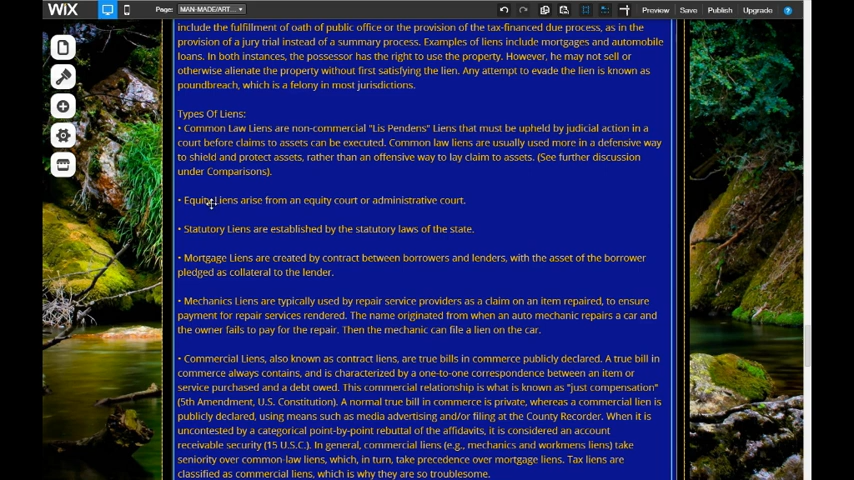 WiX
Page: MAN-MADE/ART...
Preview Save Publish Upgrade ?
include the fulfillment of oath of public office or the provision of the tax-financed due process, as in the
provision of a jury trial instead of a summary process. Examples of liens include mortgages and automobile
loans. In both instances, the possessor has the right to use the property. However, he may not sell or
otherwise alienate the property without first satisfying the lien. Any attempt to evade the lien is known as
poundbreach, which is a felony in most jurisdictions.
Types Of Liens:
• Common Law Liens are non-commercial "Lis Pendens" Liens that must be upheld by judicial action in a
court before claims to assets can be executed. Common law liens are usually used more in a defensive way
to shield and protect assets, rather than an offensive way to lay claim to assets. (See further discussion
under Comparisons).
• Equity Liens arise from an equity court or administrative court.
• Statutory Liens are established by the statutory laws of the state.
• Mortgage Liens are created by contract between borrowers and lenders, with the asset of the borrower
pledged as collateral to the lender.
• Mechanics Liens are typically used by repair service providers as a claim on an item repaired, to ensure
payment for repair services rendered. The name originated from when an auto mechanic repairs a car and
the owner fails to pay for the repair. Then the mechanic can file a lien on the car.
• Commercial Liens, also known as contract liens, are true bills in commerce publicly declared. A true bill in
commerce always contains, and is characterized by a one-to-one correspondence between an item or
service purchased and a debt owed. This commercial relationship is what is known as "just compensation"
(5th Amendment, U.S. Constitution). A normal true bill in commerce is private, whereas a commercial lien is
publicly declared, using means such as media advertising and/or filing at the County Recorder. When it is
uncontested by a categorical point-by-point rebuttal of the affidavits, it is considered an account
receivable security (15 U.S.C.). In general, commercial liens (e.g., mechanics and workmens liens) take
seniority over common-law liens, which, in turn, take precedence over mortgage liens. Tax liens are
classified as commercial liens, which is why they are so troublesome.